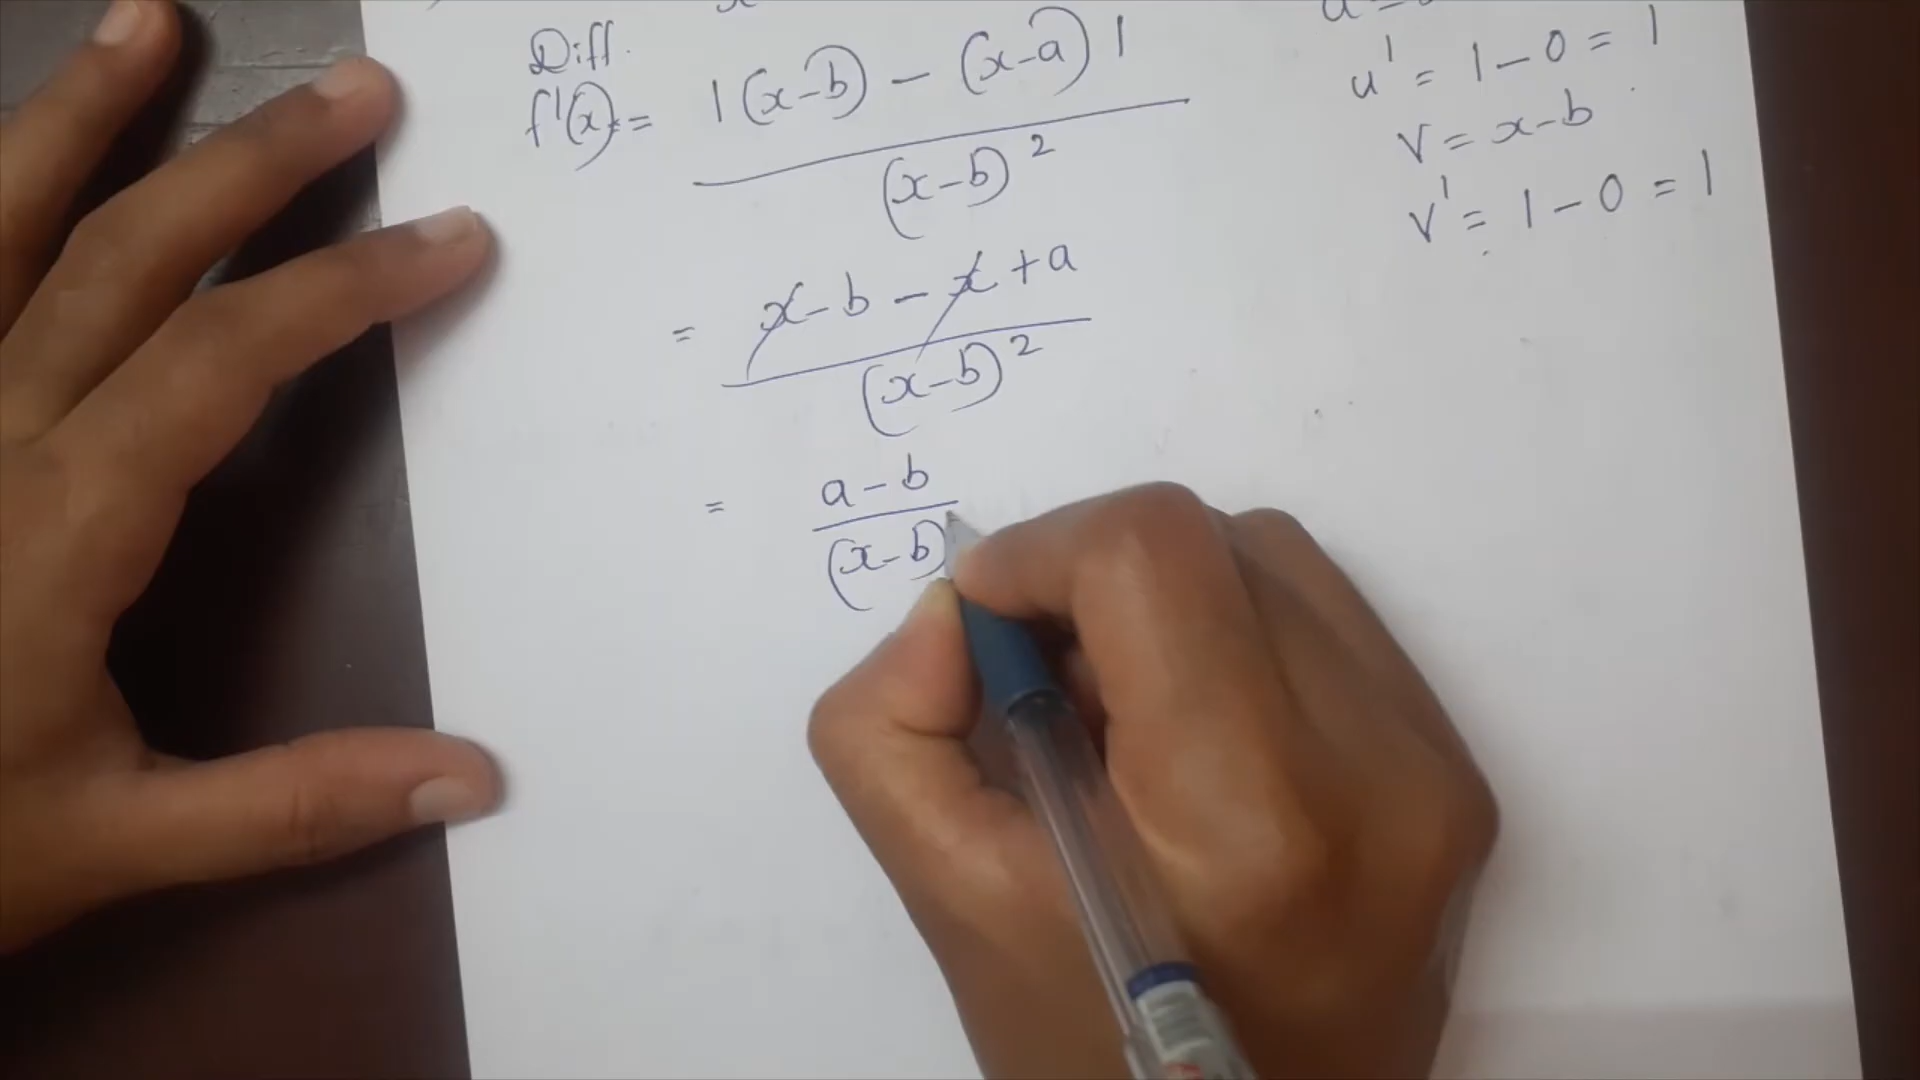 Diff.
f'(x) = 1(x-b) - (x-a) 1
(x-b)²
= x-b - x+a
(x-b)²
= a-b
(x-b)
u' = 1-0 = 1
v = x-b
v' = 1-0 = 1